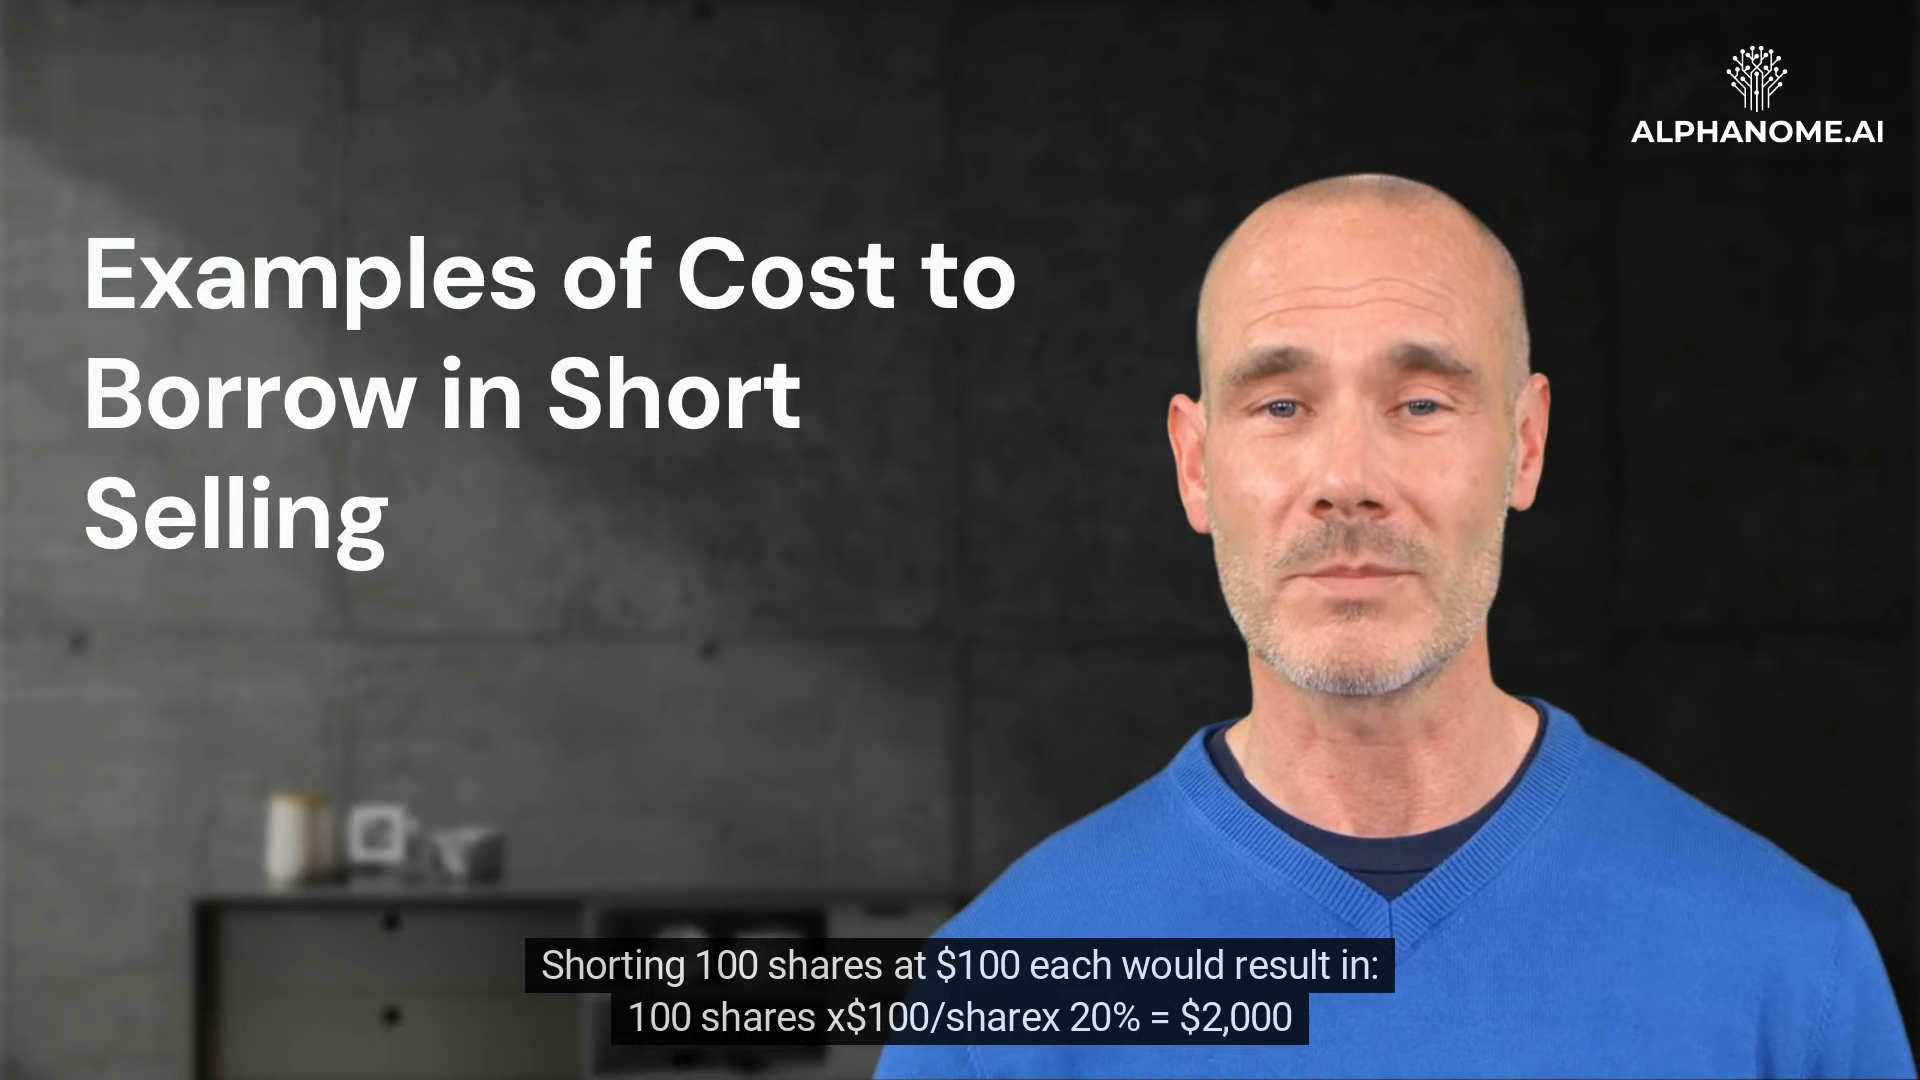 ALPHANOME.AI
Examples of Cost to
Borrow in Short
Selling
Shorting 100 shares at $100 each would result in:
100 shares x$100/sharex 20% = $2,000